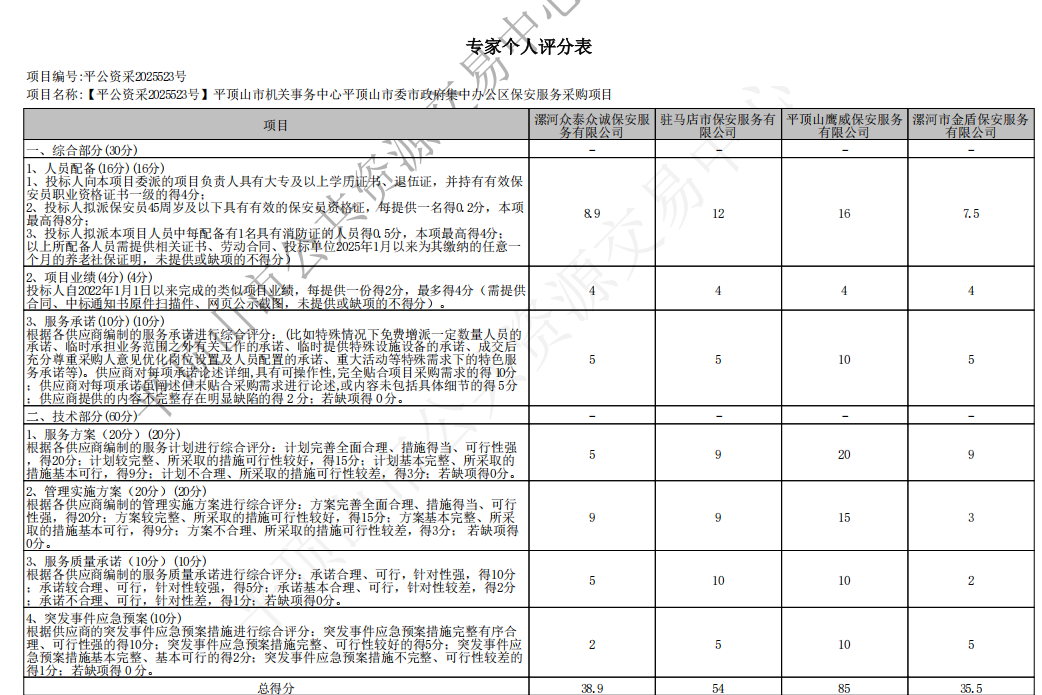 专家个人评分表
项目编号:平公资采2025523号
项目名称:【平公资采2025523号】平顶山市机关事务中心平顶山市委市政府集中办公区保安服务采购项目
项目
漯河众泰众诚保安服
务有限公司
驻马店市保安服务有
限公司
平顶山鹰威保安服务
有限公司
漯河市金盾保安服务
有限公司
一、综合部分(30分)
-
-
-
-
1、人员配备(16分)(16分)
1、投标人向本项目委派的项目负责人具有大专及以上学历证书、退伍证，并持有有效保
安员职业资格证书一级的得4分；
2、投标人拟派保安员45周岁及以下具有有效的保安员资格证，每提供一名得0.2分，本项
最高得8分；
3、投标人拟派本项目人员中每配备有1名具有消防证的人员得0.5分，本项最高得4分；
以上所配备人员需提供相关证书、劳动合同、投标单位2025年1月以来为其缴纳的任意一
个月的养老社保证明，未提供或缺项的不得分）
8.9
12
16
7.5
2、项目业绩(4分)(4分)
投标人自2022年1月1日以来完成的类似项目业绩，每提供一份得2分，最多得4分（需提供
合同、中标通知书原件扫描件、网页公示截图，未提供或缺项的不得分）。
4
4
4
4
3、服务承诺(10分)(10分)
根据各供应商编制的服务承诺进行综合评分：(比如特殊情况下免费增派一定数量人员的
承诺、临时承担业务范围之外有关工作的承诺、临时提供特殊设施设备的承诺、成交后
充分尊重采购人意见优化岗位设置及人员配置的承诺、重大活动等特殊需求下的特色服
务承诺等)。供应商对每项承诺论述详细,具有可操作性,完全贴合项目采购需求的得 10分
；供应商对每项承诺虽阐述但未贴合采购需求进行论述,或内容未包括具体细节的得 5分
；供应商提供的内容不完整存在明显缺陷的得 2 分；若缺项得 0 分。
5
5
10
5
二、技术部分(60分)
-
-
-
-
1、服务方案（20分）(20分)
根据各供应商编制的服务计划进行综合评分：计划完善全面合理、措施得当、可行性强
，得20分；计划较完整、所采取的措施可行性较好，得15分；计划基本完整、所采取的
措施基本可行，得9分；计划不合理、所采取的措施可行性较差，得3分；若缺项得0分。
5
9
20
9
2、管理实施方案（20分）(20分)
根据各供应商编制的管理实施方案进行综合评分：方案完善全面合理、措施得当、可行
性强，得20分；方案较完整、所采取的措施可行性较好，得15分；方案基本完整、所采
取的措施基本可行，得9分；方案不合理、所采取的措施可行性较差，得3分； 若缺项得
0分。
9
9
15
3
3、服务质量承诺（10分）(10分)
根据各供应商编制的服务质量承诺进行综合评分：承诺合理、可行，针对性强，得10分
；承诺较合理、可行，针对性较强，得5分；承诺基本合理、可行，针对性较差，得2分
；承诺不合理、可行，针对性差，得1分；若缺项得0分。
5
10
10
2
4、突发事件应急预案(10分)
根据供应商的突发事件应急预案措施进行综合评分：突发事件应急预案措施完整有序合
理、可行性强的得10分；突发事件应急预案措施完整、可行性较好的得5分；突发事件应
急预案措施基本完整、基本可行的得2分；突发事件应急预案措施不完整、可行性较差的
得1分；若缺项得 0 分。
2
5
10
5
总得分
38.9
54
85
35.5
平顶山市公共资源交易中心
平顶山市公共资源交易中心